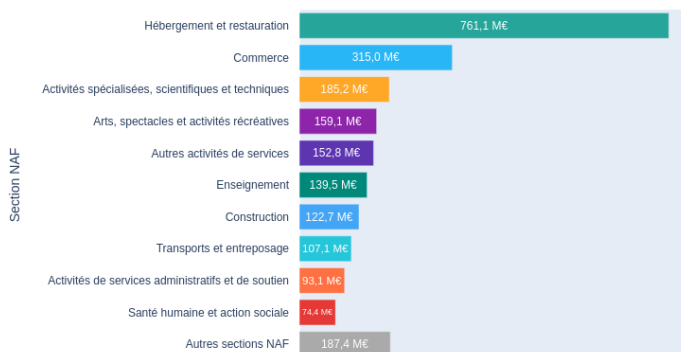 Section NAF
Hébergement et restauration 761,1 M€
Commerce 315,0 M€
Activités spécialisées, scientifiques et techniques 185,2 M€
Arts, spectacles et activités récréatives 159,1 M€
Autres activités de services 152,8 M€
Enseignement 139,5 M€
Construction 122,7 M€
Transports et entreposage 107,1 M€
Activités de services administratifs et de soutien 93,1 M€
Santé humaine et action sociale 74,4 M€
Autres sections NAF 187,4 M€